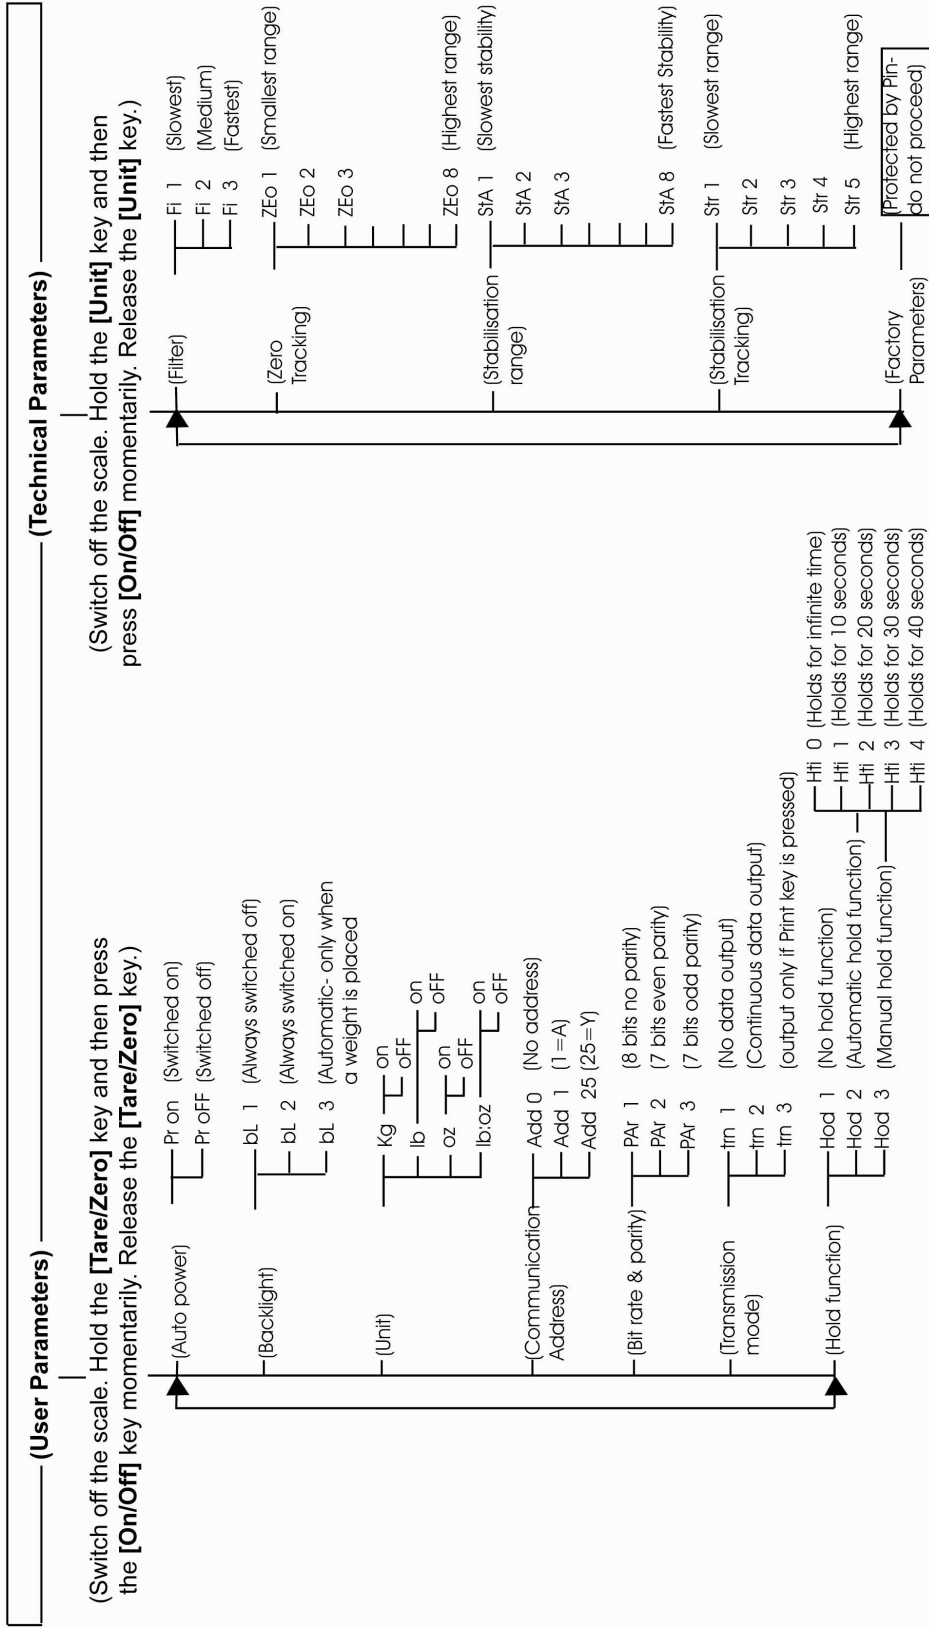 (User Parameters)
(Switch off the scale. Hold the [Tare/Zero] key and then press
the [On/Off] key momentarily. Release the [Tare/Zero] key.)
(Auto power)
Pr on (Switched on)
Pr oFF (Switched off)
(Backlight)
bL 1 (Always switched off)
bL 2 (Always switched on)
bL 3 (Automatic- only when
a weight is placed
(Unit)
Kg on
oFF
lb on
oFF
oz on
oFF
lb:oz on
oFF
(Communication
Address)
Add 0 (No address)
Add 1 (1=A)
Add 25 (25=Y)
(Bit rate & parity)
PAr 1 (8 bits no parity)
PAr 2 (7 bits even parity)
PAr 3 (7 bits odd parity)
(Transmission
mode)
trn 1 (No data output)
trn 2 (Continuous data output)
trn 3 (output only if Print key is pressed)
(Hold function)
Hod 1 (No hold function)
Hod 2 (Automatic hold function)
Hod 3 (Manual hold function)
Hti 0 (Holds for infinite time)
Hti 1 (Holds for 10 seconds)
Hti 2 (Holds for 20 seconds)
Hti 3 (Holds for 30 seconds)
Hti 4 (Holds for 40 seconds)
(Technical Parameters)
(Switch off the scale. Hold the [Unit] key and then
press [On/Off] momentarily. Release the [Unit] key.)
(Filter)
Fi 1 (Slowest)
Fi 2 (Medium)
Fi 3 (Fastest)
(Zero
Tracking)
ZEo 1 (Smallest range)
ZEo 2
ZEo 3
ZEo 8 (Highest range)
(Stabilisation
range)
StA 1 (Slowest stability)
StA 2
StA 3
StA 8 (Fastest Stability)
(Stabilisation
Tracking)
Str 1 (Slowest range)
Str 2
Str 3
Str 4
Str 5 (Highest range)
(Factory
Parameters)
(Protected by Pin-
do not proceed)